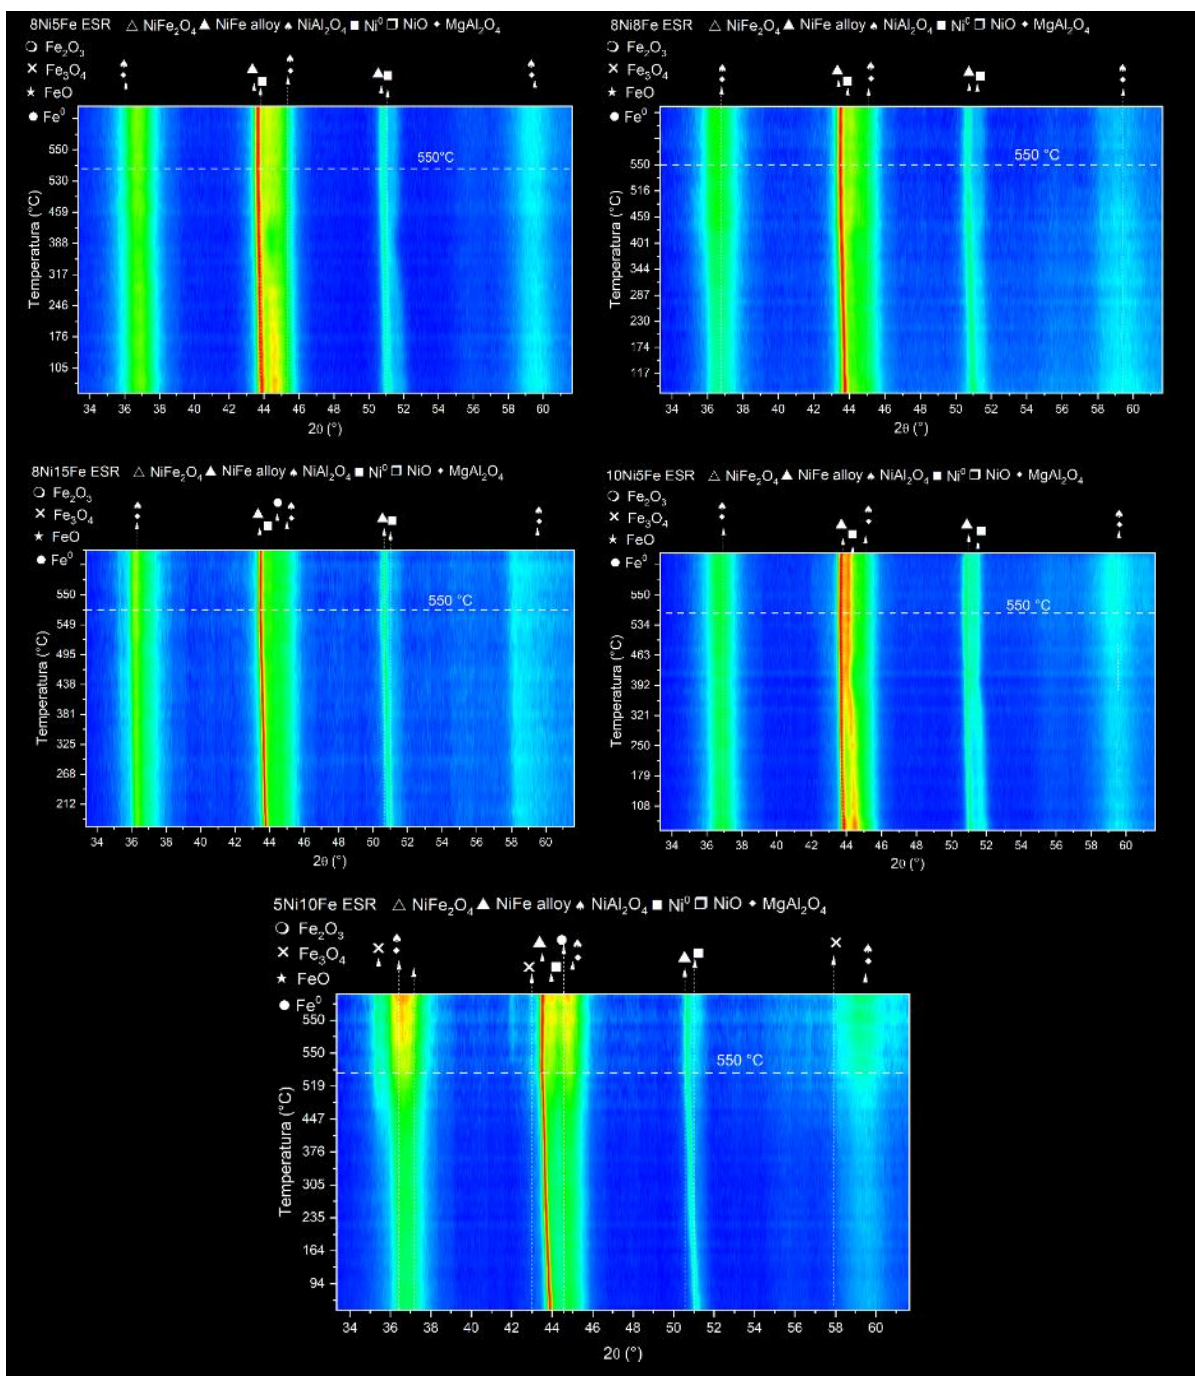 8Ni5Fe ESR △ NiFe₂O₄ ▲ NiFe alloy ♠ NiAl₂O₄ ■ Ni⁰ ❒ NiO ⬥ MgAl₂O₄
❍ Fe₂O₃
✕ Fe₃O₄
★ FeO
● Fe⁰
550°C
Temperatura (°C)
550
530
459
388
317
246
176
105
34 36 38 40 42 44 46 48 50 52 54 56 58 60
2θ (°)
8Ni8Fe ESR △ NiFe₂O₄ ▲ NiFe alloy ♠ NiAl₂O₄ ■ Ni⁰ ❒ NiO ⬥ MgAl₂O₄
❍ Fe₂O₃
✕ Fe₃O₄
★ FeO
● Fe⁰
550 °C
Temperatura (°C)
550
516
459
401
344
287
230
174
117
34 36 38 40 42 44 46 48 50 52 54 56 58 60
2θ (°)
8Ni15Fe ESR △ NiFe₂O₄ ▲ NiFe alloy ♠ NiAl₂O₄ ■ Ni⁰ ❒ NiO ⬥ MgAl₂O₄
❍ Fe₂O₃
✕ Fe₃O₄
★ FeO
● Fe⁰
550 °C
Temperatura (°C)
550
549
495
438
381
325
268
212
34 36 38 40 42 44 46 48 50 52 54 56 58 60
2θ (°)
10Ni5Fe ESR △ NiFe₂O₄ ▲ NiFe alloy ♠ NiAl₂O₄ ■ Ni⁰ ❒ NiO ⬥ MgAl₂O₄
❍ Fe₂O₃
✕ Fe₃O₄
★ FeO
● Fe⁰
550 °C
Temperatura (°C)
550
534
463
392
321
250
179
108
34 36 38 40 42 44 46 48 50 52 54 56 58 60
2θ (°)
5Ni10Fe ESR △ NiFe₂O₄ ▲ NiFe alloy ♠ NiAl₂O₄ ■ Ni⁰ ❒ NiO ⬥ MgAl₂O₄
❍ Fe₂O₃
✕ Fe₃O₄
★ FeO
● Fe⁰
550 °C
Temperatura (°C)
550
550
519
447
376
305
235
164
94
34 36 38 40 42 44 46 48 50 52 54 56 58 60
2θ (°)